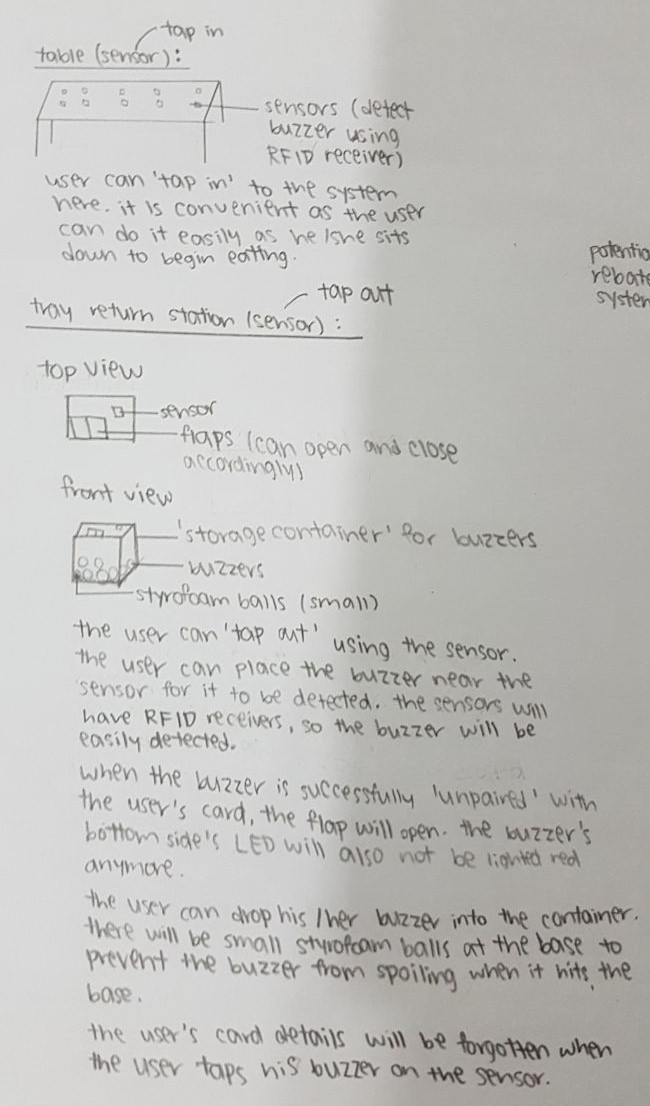 tap in
table (sensor):
sensors (detect
buzzer using
RFID receiver)
user can 'tap in' to the system
here. it is convenient as the user
can do it easily as he/she sits
down to begin eating.
potentia
rebate
system
tap out
tray return station (sensor):
top view
sensor
flaps (can open and close
accordingly)
front view
'storage container' for buzzers
buzzers
styrofoam balls (small)
the user can 'tap out' using the sensor.
the user can place the buzzer near the
sensor for it to be detected. the sensors will
have RFID receivers, so the buzzer will be
easily detected.
when the buzzer is successfully 'unpaired' with
the user's card, the flap will open. the buzzer's
bottom side's LED will also not be lighted red
anymore.
the user can drop his/her buzzer into the container.
there will be small styrofoam balls at the base to
prevent the buzzer from spoiling when it hits the
base.
the user's card details will be forgotten when
the user taps his buzzer on the sensor.